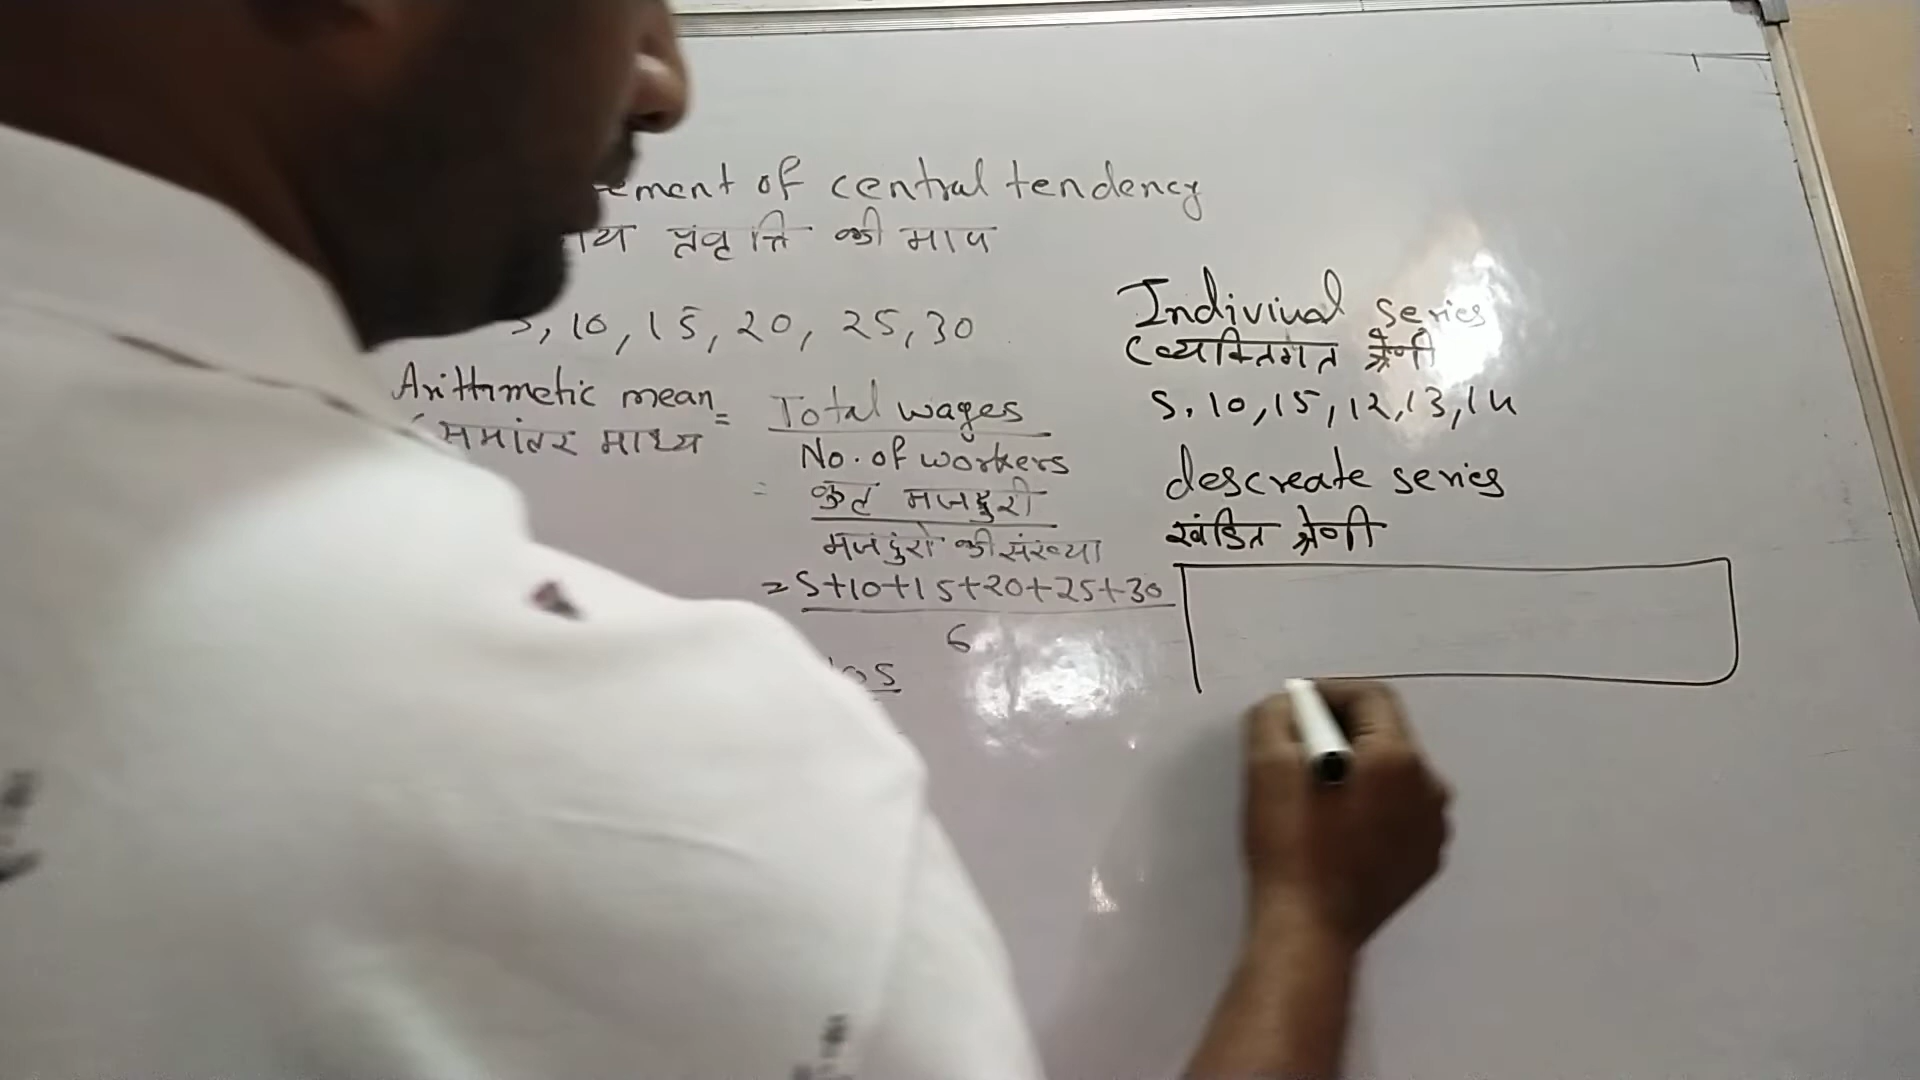 ement of central tendency
प्रवृत्ति की माप
5, 10, 15, 20, 25, 30
Arithmetic mean = Total wages
No. of workers
समांतर माध्य
= कुल मजदुरी
मजदुरो की संख्या
= 5+10+15+20+25+30
6
105
Indiviual series
(व्यक्तिगत श्रेणी
5, 10, 15, 12, 13, 14
descreate series
खंडित श्रेणी